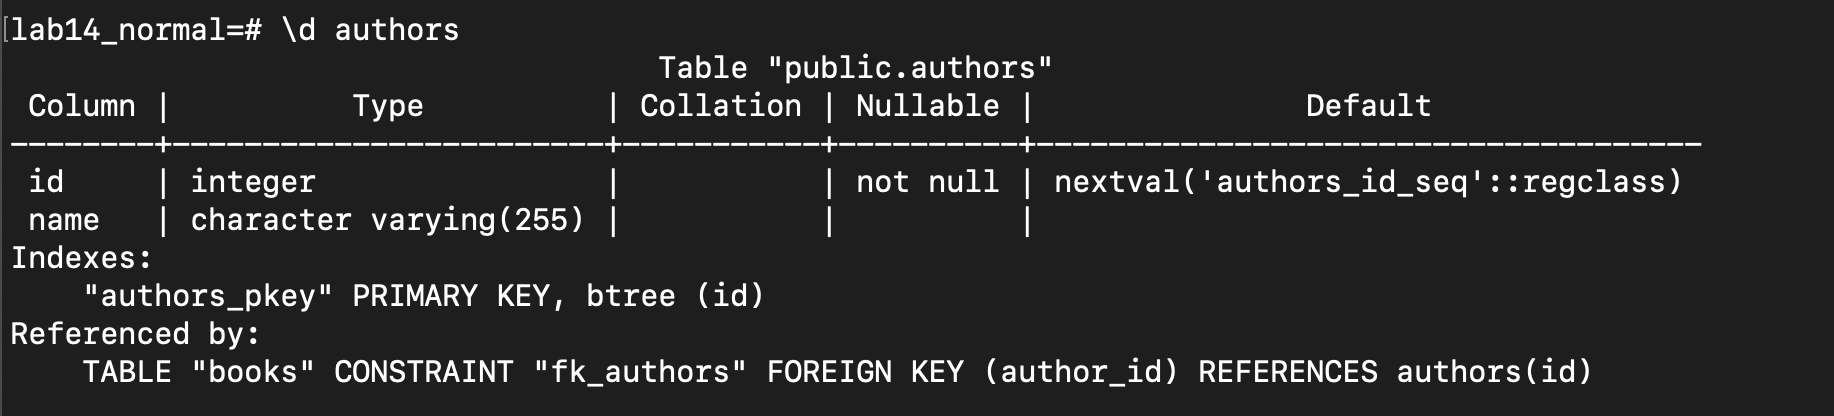 [lab14_normal=# \d authors
                                    Table "public.authors"
 Column |          Type          | Collation | Nullable |               Default
--------+------------------------+-----------+----------+-------------------------------------
 id     | integer                |           | not null | nextval('authors_id_seq'::regclass)
 name   | character varying(255) |           |          |
Indexes:
    "authors_pkey" PRIMARY KEY, btree (id)
Referenced by:
    TABLE "books" CONSTRAINT "fk_authors" FOREIGN KEY (author_id) REFERENCES authors(id)